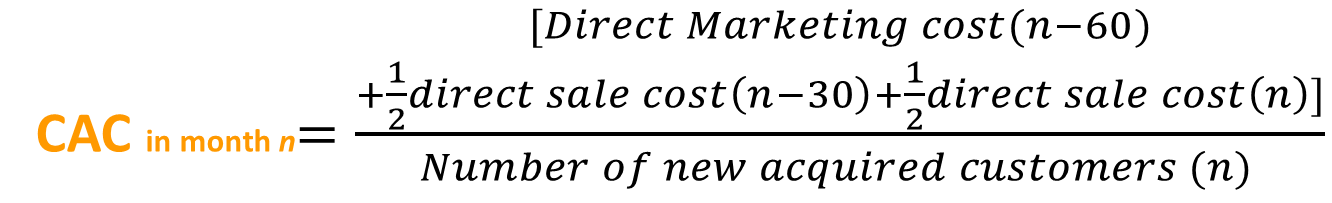 [Direct Marketing cost(n−60)
+1/2direct sale cost(n−30)+1/2direct sale cost(n)]
CAC in month n=
Number of new acquired customers (n)